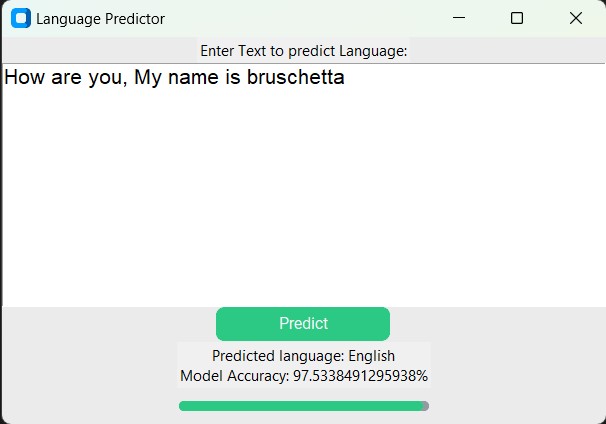 Language Predictor
Enter Text to predict Language:
How are you, My name is bruschetta
Predict
Predicted language: English
Model Accuracy: 97.5338491295938%